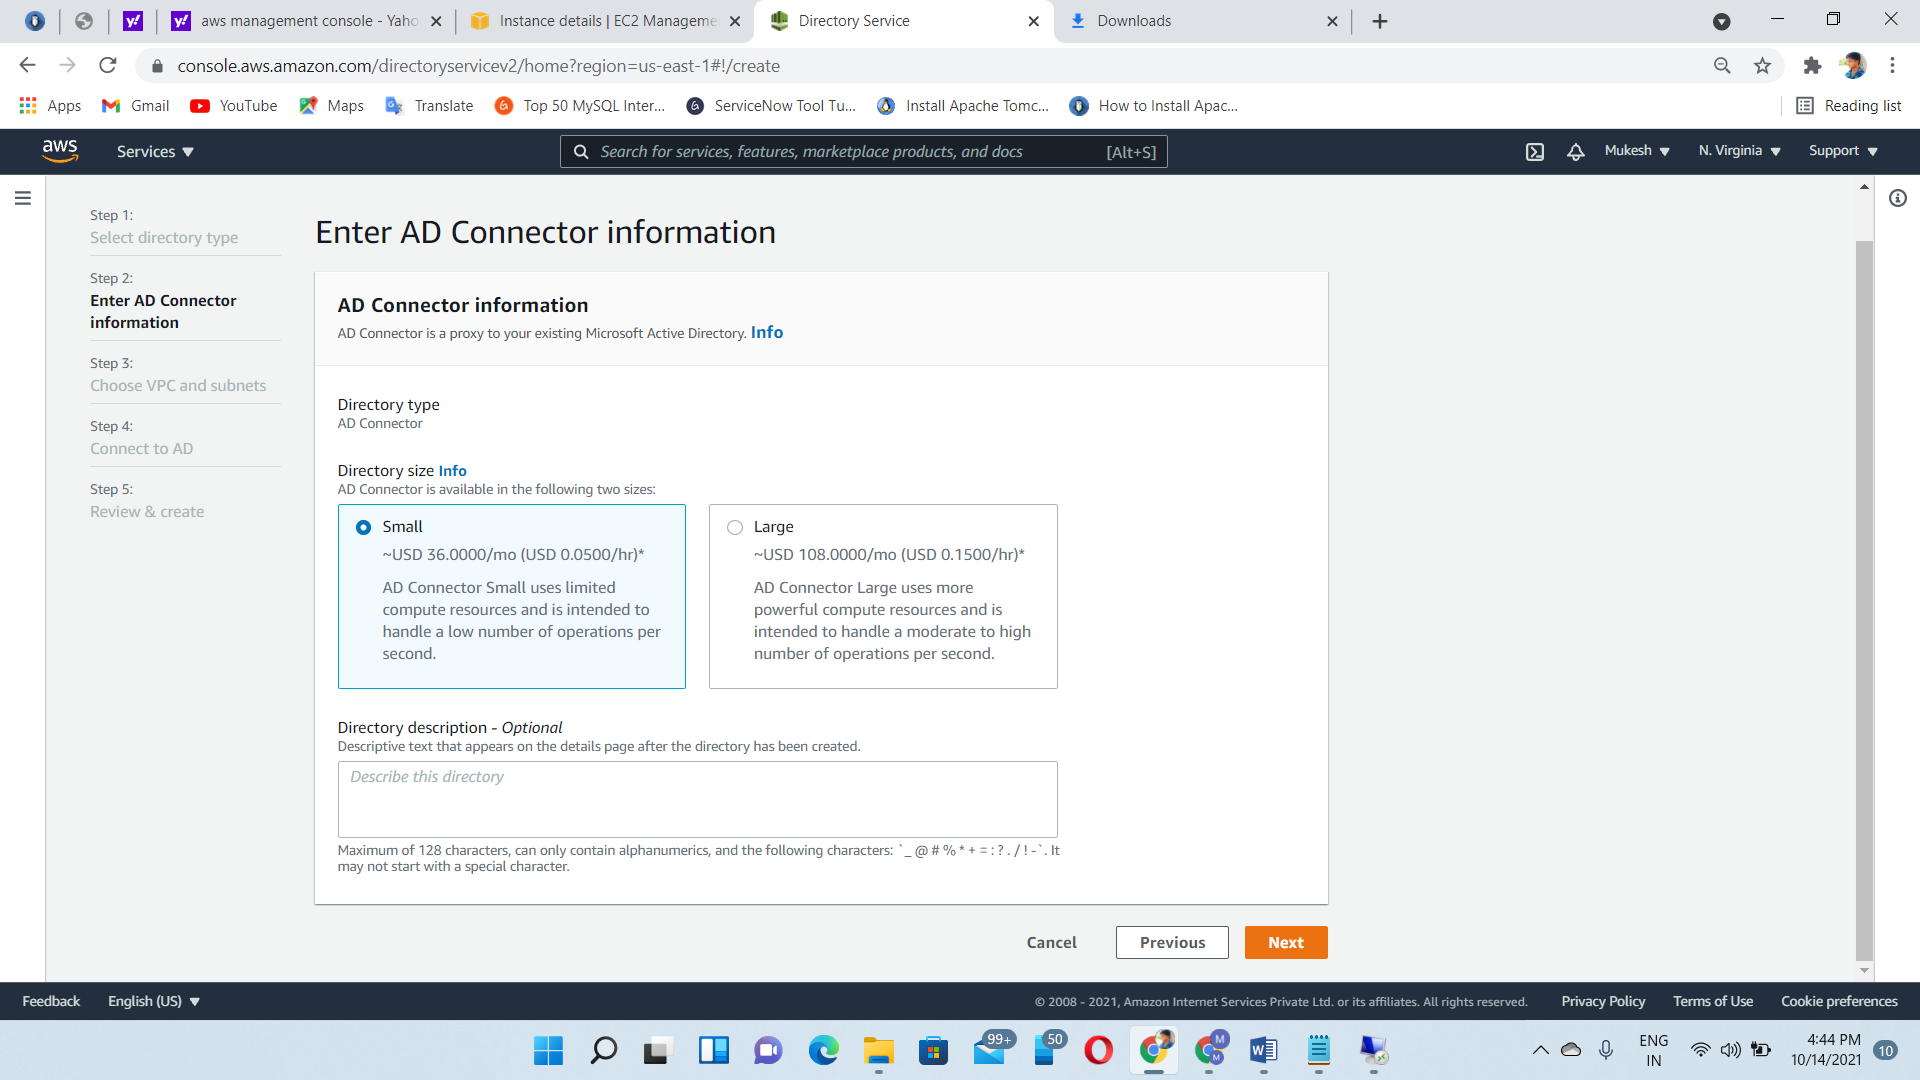 aws management console - Yaho
Instance details | EC2 Manageme
Directory Service
Downloads
console.aws.amazon.com/directoryservicev2/home?region=us-east-1#!/create
Apps
Gmail
YouTube
Maps
Translate
Top 50 MySQL Inter...
ServiceNow Tool Tu...
Install Apache Tomc...
How to Install Apac...
Reading list
aws
Services
Search for services, features, marketplace products, and docs
[Alt+S]
Mukesh
N. Virginia
Support
Step 1:
Select directory type
Step 2:
Enter AD Connector
information
Step 3:
Choose VPC and subnets
Step 4:
Connect to AD
Step 5:
Review & create
Enter AD Connector information
AD Connector information
AD Connector is a proxy to your existing Microsoft Active Directory. Info
Directory type
AD Connector
Directory size Info
AD Connector is available in the following two sizes:
Small
~USD 36.0000/mo (USD 0.0500/hr)*
AD Connector Small uses limited
compute resources and is intended to
handle a low number of operations per
second.
Large
~USD 108.0000/mo (USD 0.1500/hr)*
AD Connector Large uses more
powerful compute resources and is
intended to handle a moderate to high
number of operations per second.
Directory description - Optional
Descriptive text that appears on the details page after the directory has been created.
Describe this directory
Maximum of 128 characters, can only contain alphanumerics, and the following characters: `_ @ # % * + = : ? . / ! -`. It
may not start with a special character.
Cancel
Previous
Next
Feedback
English (US)
© 2008 - 2021, Amazon Internet Services Private Ltd. or its affiliates. All rights reserved.
Privacy Policy
Terms of Use
Cookie preferences
99+
50
M
M
ENG
IN
4:44 PM
10/14/2021
10